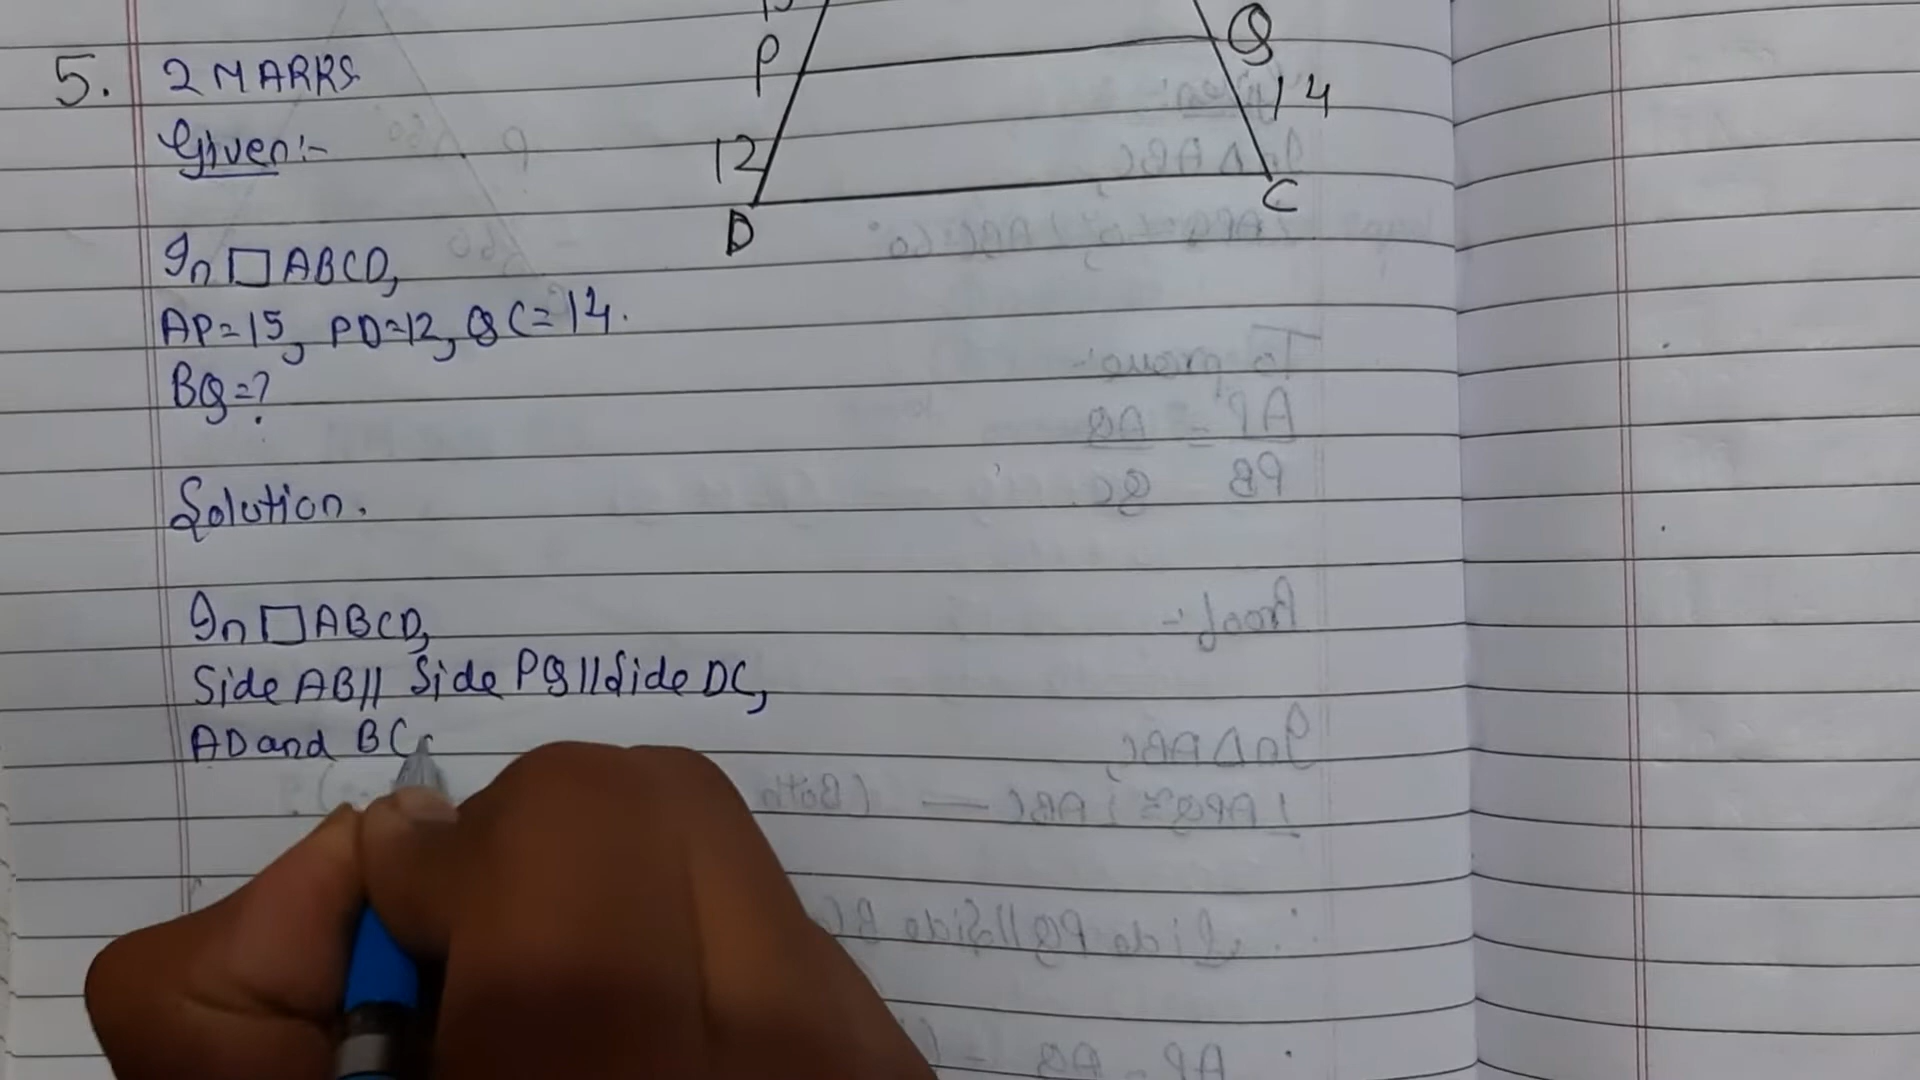 P
Q
5. 2 MARKS
14
Given:-
12
C
D
In □ABCD,
AP=15, PD=12, QC=14.
BQ=?
Solution.
In □ABCD,
Side AB|| Side PQ||Side DC,
AD and BC